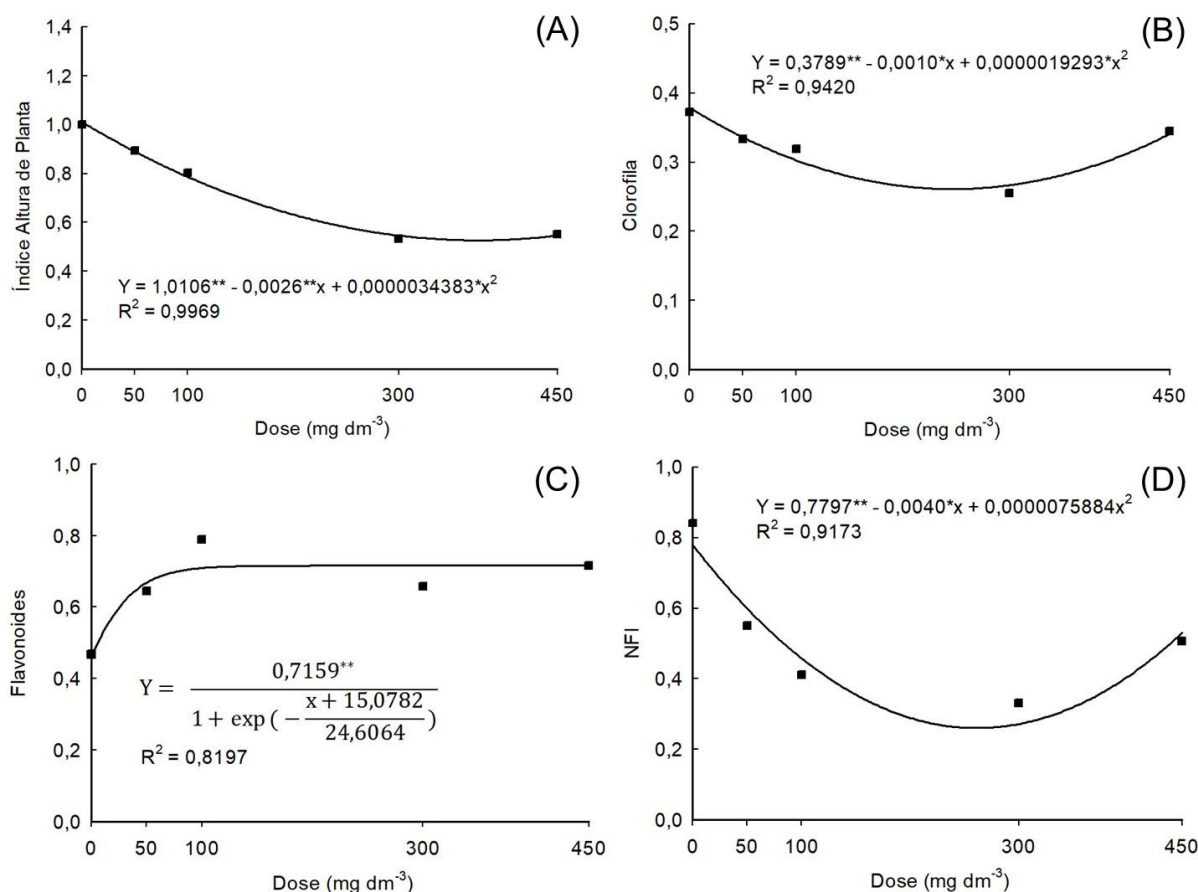 (A)
1,4
1,2
1,0
0,8
0,6
0,4
0,2
0,0
Índice Altura de Planta
Y = 1,0106** - 0,0026**x + 0,0000034383*x²
R² = 0,9969
0 50 100 300 450
Dose (mg dm⁻³)
(B)
Y = 0,3789** - 0,0010*x + 0,0000019293*x²
R² = 0,9420
0,5
0,4
0,3
0,2
0,1
0,0
Clorofila
0 50 100 300 450
Dose (mg dm⁻³)
(C)
1,0
0,8
0,6
0,4
0,2
0,0
Flavonoides
Y = 0,7159** / 1 + exp (− x + 15,0782 / 24,6064)
R² = 0,8197
0 50 100 300 450
Dose (mg dm⁻³)
(D)
Y = 0,7797** - 0,0040*x + 0,0000075884x²
R² = 0,9173
1,0
0,8
0,6
0,4
0,2
0,0
NFI
0 50 100 300 450
Dose (mg dm⁻³)